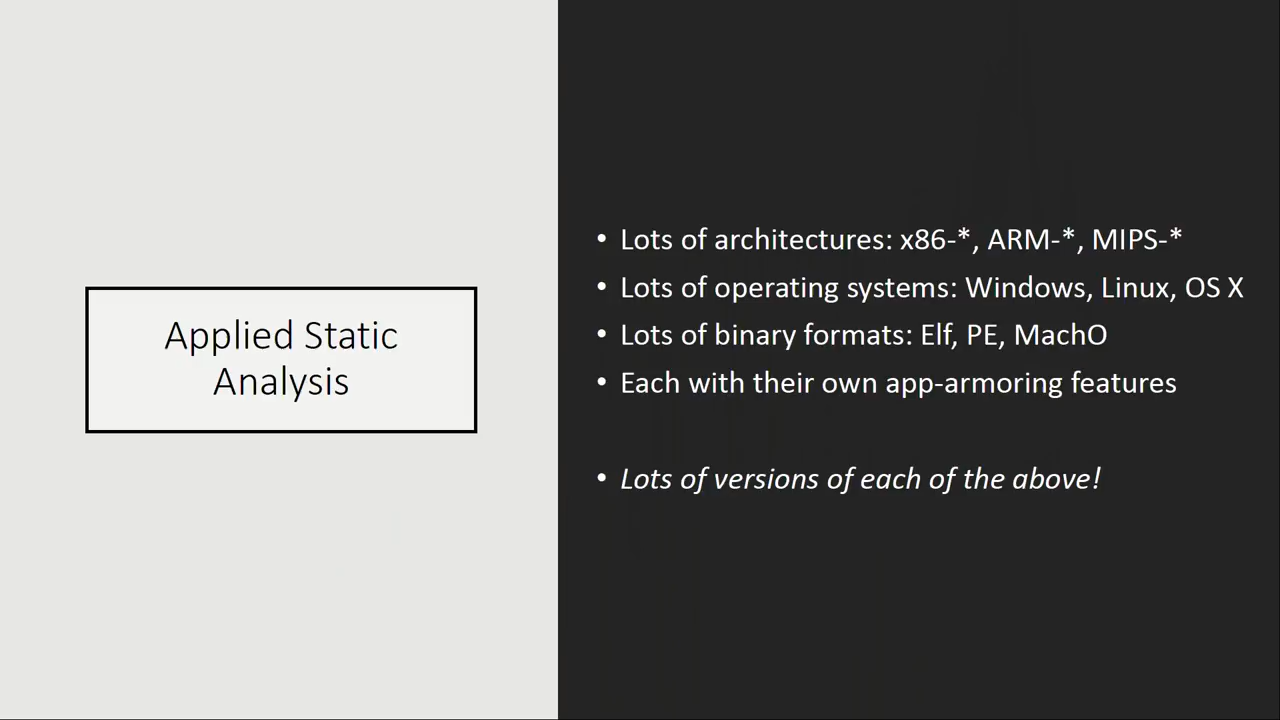 Applied Static
Analysis
• Lots of architectures: x86-*, ARM-*, MIPS-*
• Lots of operating systems: Windows, Linux, OS X
• Lots of binary formats: Elf, PE, MachO
• Each with their own app-armoring features
• Lots of versions of each of the above!